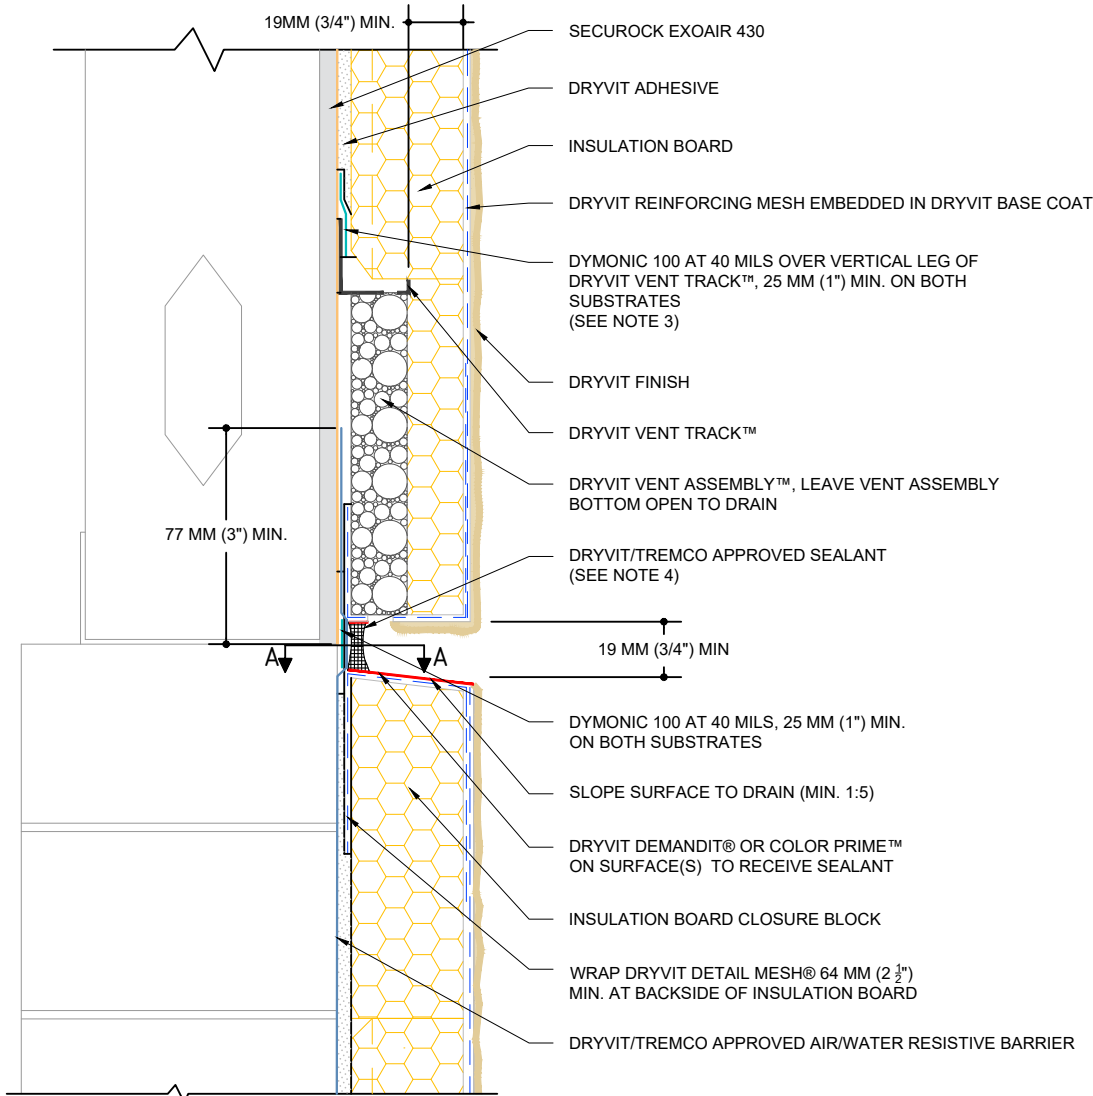 19MM (3/4") MIN.
SECUROCK EXOAIR 430
DRYVIT ADHESIVE
INSULATION BOARD
DRYVIT REINFORCING MESH EMBEDDED IN DRYVIT BASE COAT
DYMONIC 100 AT 40 MILS OVER VERTICAL LEG OF
DRYVIT VENT TRACK™, 25 MM (1") MIN. ON BOTH
SUBSTRATES
(SEE NOTE 3)
DRYVIT FINISH
DRYVIT VENT TRACK™
DRYVIT VENT ASSEMBLY™, LEAVE VENT ASSEMBLY
BOTTOM OPEN TO DRAIN
77 MM (3") MIN.
DRYVIT/TREMCO APPROVED SEALANT
(SEE NOTE 4)
19 MM (3/4") MIN
A A
DYMONIC 100 AT 40 MILS, 25 MM (1") MIN.
ON BOTH SUBSTRATES
SLOPE SURFACE TO DRAIN (MIN. 1:5)
DRYVIT DEMANDIT® OR COLOR PRIME™
ON SURFACE(S) TO RECEIVE SEALANT
INSULATION BOARD CLOSURE BLOCK
WRAP DRYVIT DETAIL MESH® 64 MM (2 1/2")
MIN. AT BACKSIDE OF INSULATION BOARD
DRYVIT/TREMCO APPROVED AIR/WATER RESISTIVE BARRIER